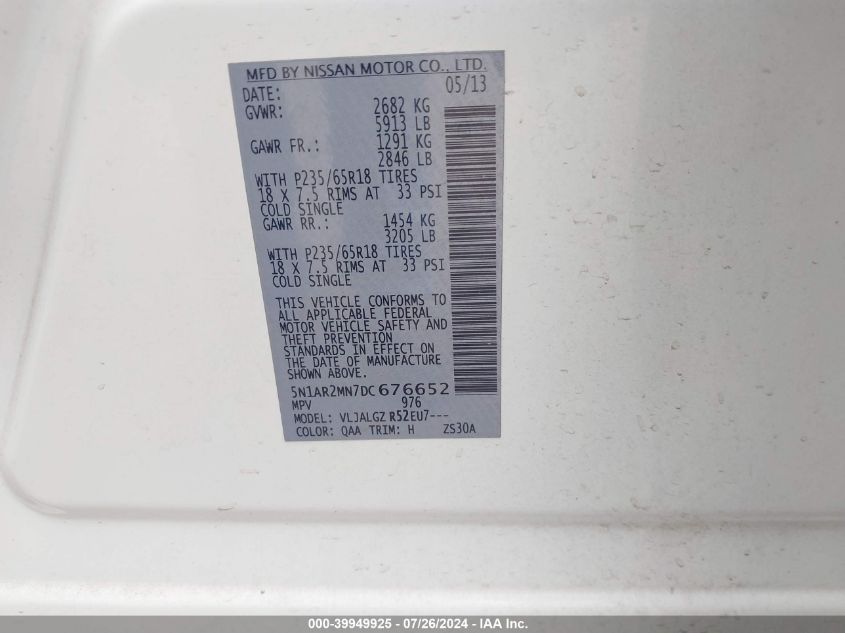 MFD BY NISSAN MOTOR CO., LTD.
DATE: 05/13
GVWR: 2682 KG
5913 LB
GAWR FR.: 1291 KG
2846 LB
WITH P235/65R18 TIRES
18 X 7.5 RIMS AT 33 PSI
COLD SINGLE
GAWR RR.: 1454 KG
3205 LB
WITH P235/65R18 TIRES
18 X 7.5 RIMS AT 33 PSI
COLD SINGLE
THIS VEHICLE CONFORMS TO
ALL APPLICABLE FEDERAL
MOTOR VEHICLE SAFETY AND
THEFT PREVENTION
STANDARDS IN EFFECT ON
THE DATE OF MANUFACTURE
SHOWN ABOVE.
5N1AR2MN7DC676652
MPV 976
MODEL: VLJALGZ R52EU7---
COLOR: QAA TRIM: H ZS30A
000-39949925 - 07/26/2024 - IAA Inc.